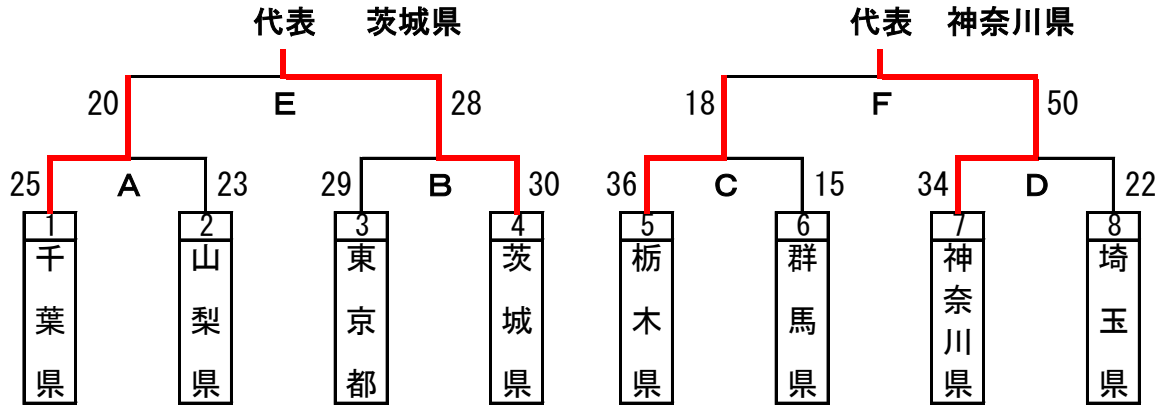 代表 茨城県 代表 神奈川県
20 E 28 18 F 50
25 A 23 29 B 30 36 C 15 34 D 22
1 2 3 4 5 6 7 8
千葉県
山梨県
東京都
茨城県
栃木県
群馬県
神奈川県
埼玉県